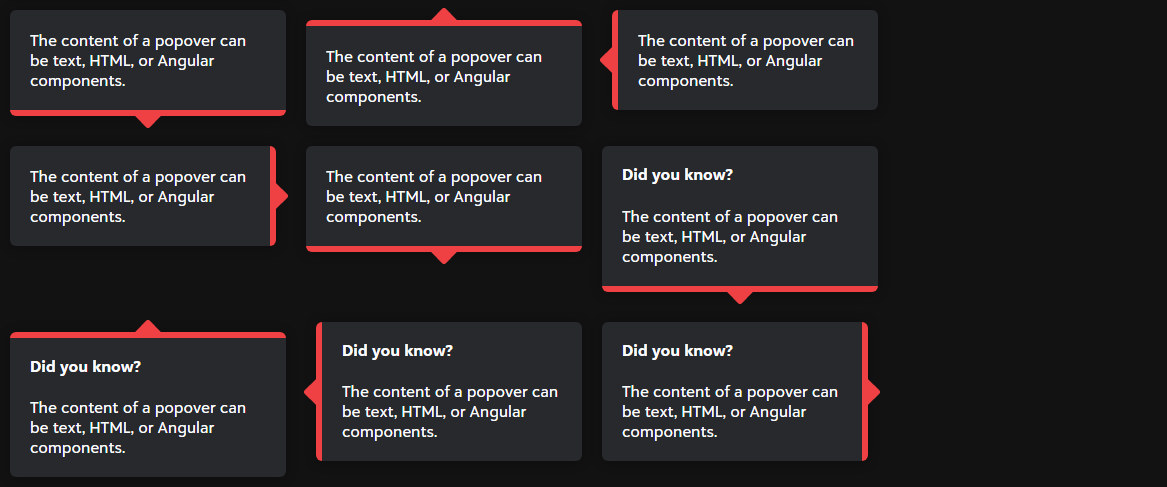 The content of a popover can
be text, HTML, or Angular
components.
The content of a popover can
be text, HTML, or Angular
components.
The content of a popover can
be text, HTML, or Angular
components.
The content of a popover can
be text, HTML, or Angular
components.
The content of a popover can
be text, HTML, or Angular
components.
Did you know?
The content of a popover can
be text, HTML, or Angular
components.
Did you know?
The content of a popover can
be text, HTML, or Angular
components.
Did you know?
The content of a popover can
be text, HTML, or Angular
components.
Did you know?
The content of a popover can
be text, HTML, or Angular
components.